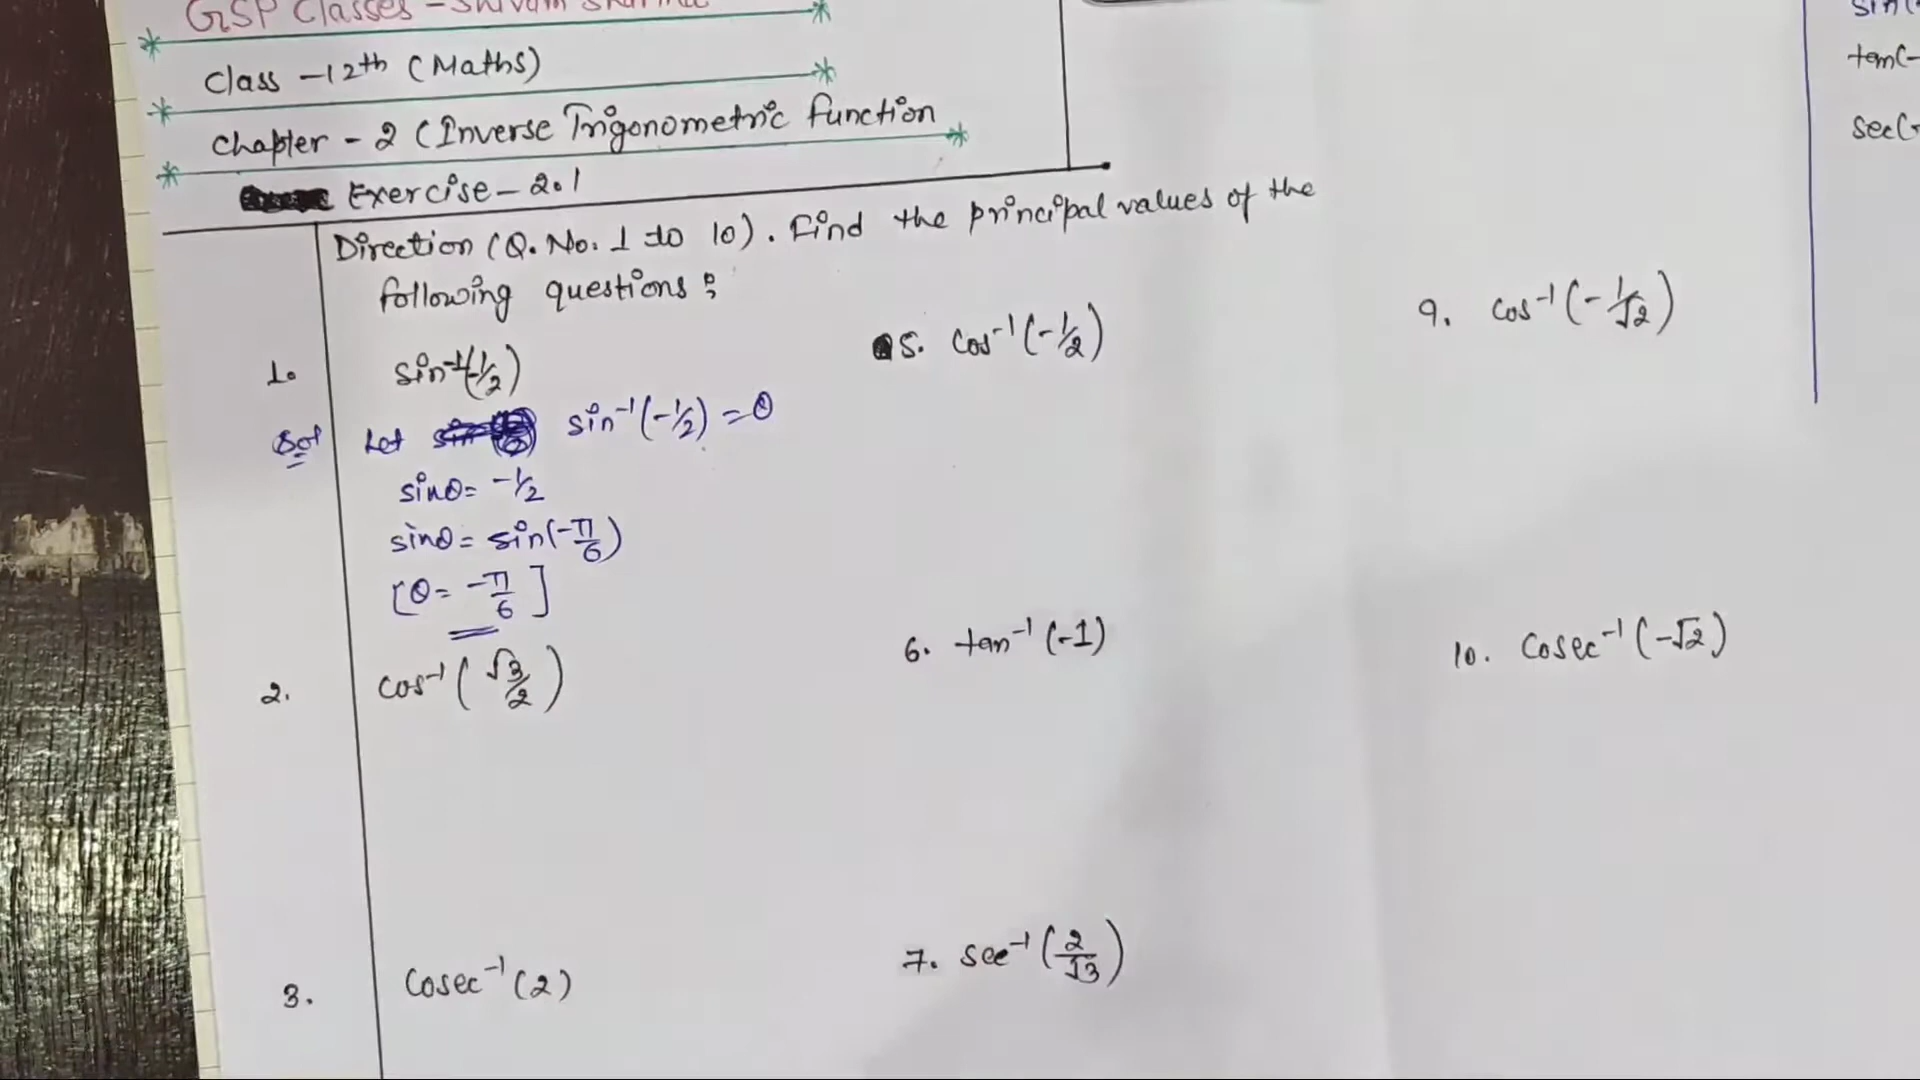 GSP Classes -
Class - 12th (Maths)
Chapter - 2 (Inverse Trigonometric Function
Exercise - 2.1
Direction (Q. No. 1 to 10). Find the principal values of the
following questions :
1. sin⁻¹(-1/2)
Sol Let sin⁻¹(-1/2) = θ
sinθ = -1/2
sinθ = sin(-π/6)
[θ = -π/6]
2. cos⁻¹(√3/2)
3. Cosec⁻¹(2)
5. cos⁻¹(-1/2)
6. tan⁻¹(-1)
7. sec⁻¹(2/√3)
9. cos⁻¹(-1/√2)
10. Cosec⁻¹(-√2)
sin(
tan(-
sec(-